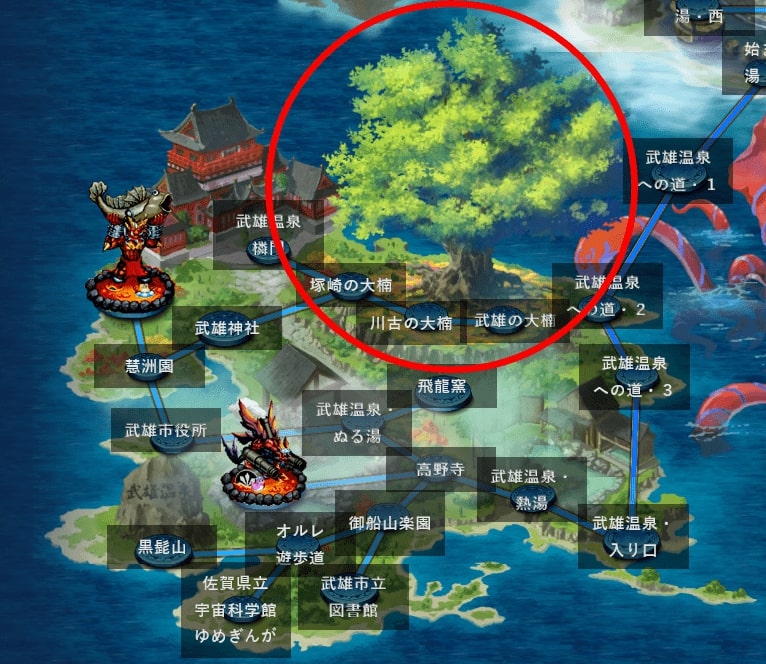 湯・西
始ま
湯
武雄温泉
への道・1
武雄温泉
楼門
塚崎の大楠
武雄温泉
への道・2
川古の大楠
武雄の大楠
武雄神社
慧洲園
武雄温泉
への道・3
飛龍窯
武雄温泉・
ぬる湯
武雄市役所
高野寺
武雄温泉・
熱湯
武雄温泉
御船山楽園
武雄温泉・
入り口
オルレ
遊歩道
黒髭山
佐賀県立
宇宙科学館
ゆめぎんが
武雄市立
図書館